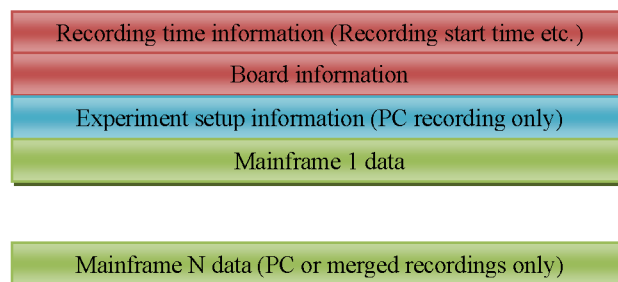 Recording time information (Recording start time etc.)
Board information
Experiment setup information (PC recording only)
Mainframe 1 data
Mainframe N data (PC or merged recordings only)